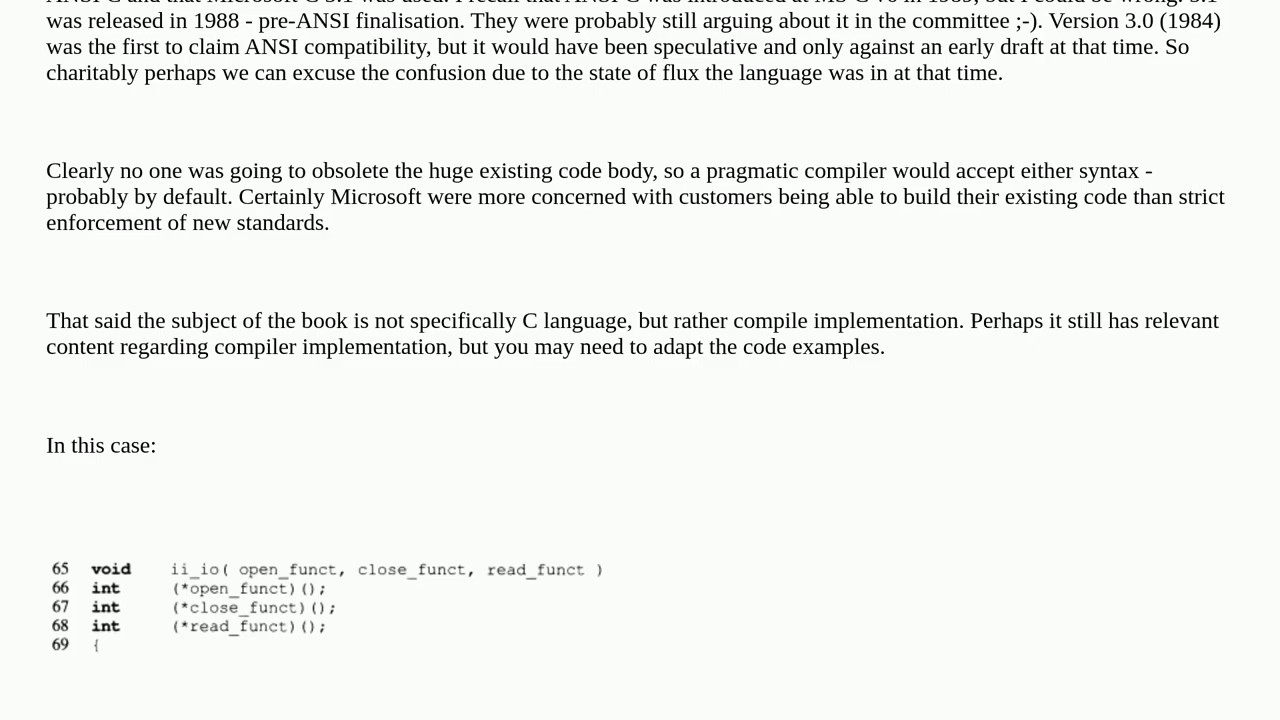 was released in 1988 - pre-ANSI finalisation. They were probably still arguing about it in the committee ;-). Version 3.0 (1984)
was the first to claim ANSI compatibility, but it would have been speculative and only against an early draft at that time. So
charitably perhaps we can excuse the confusion due to the state of flux the language was in at that time.
Clearly no one was going to obsolete the huge existing code body, so a pragmatic compiler would accept either syntax -
probably by default. Certainly Microsoft were more concerned with customers being able to build their existing code than strict
enforcement of new standards.
That said the subject of the book is not specifically C language, but rather compile implementation. Perhaps it still has relevant
content regarding compiler implementation, but you may need to adapt the code examples.
In this case:
65 void ii_io( open_funct, close_funct, read_funct )
66 int (*open_funct)();
67 int (*close_funct)();
68 int (*read_funct)();
69 {